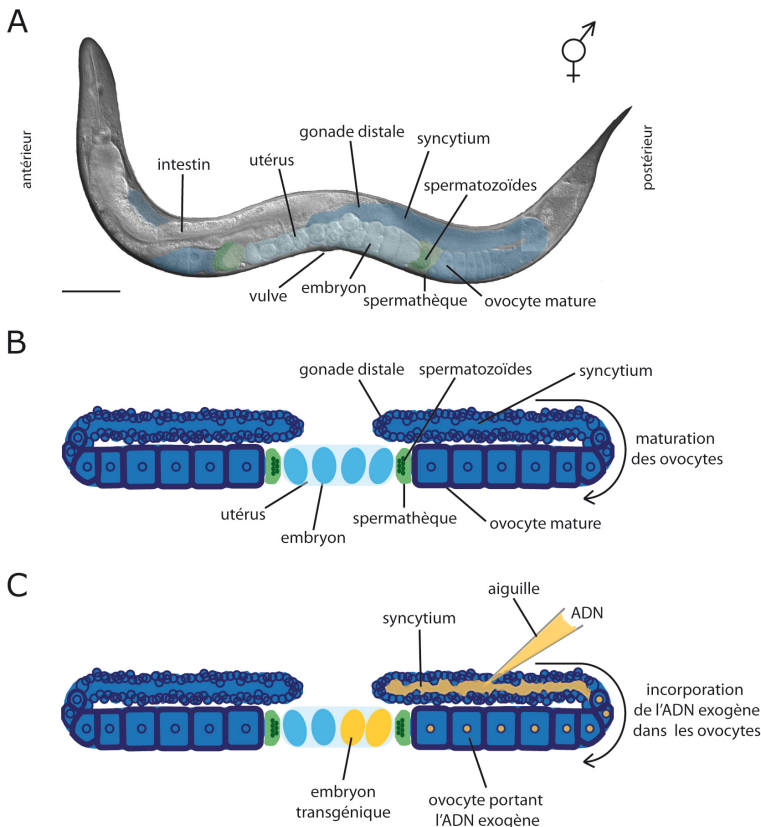 A
antérieur
intestin
utérus
gonade distale
syncytium
spermatozoïdes
postérieur
vulve
embryon
spermathèque
ovocyte mature
B
gonade distale
spermatozoïdes
syncytium
maturation
des ovocytes
utérus
embryon
spermathèque
ovocyte mature
C
syncytium
aiguille
ADN
incorporation
de l'ADN exogène
dans les ovocytes
embryon
transgénique
ovocyte portant
l'ADN exogène